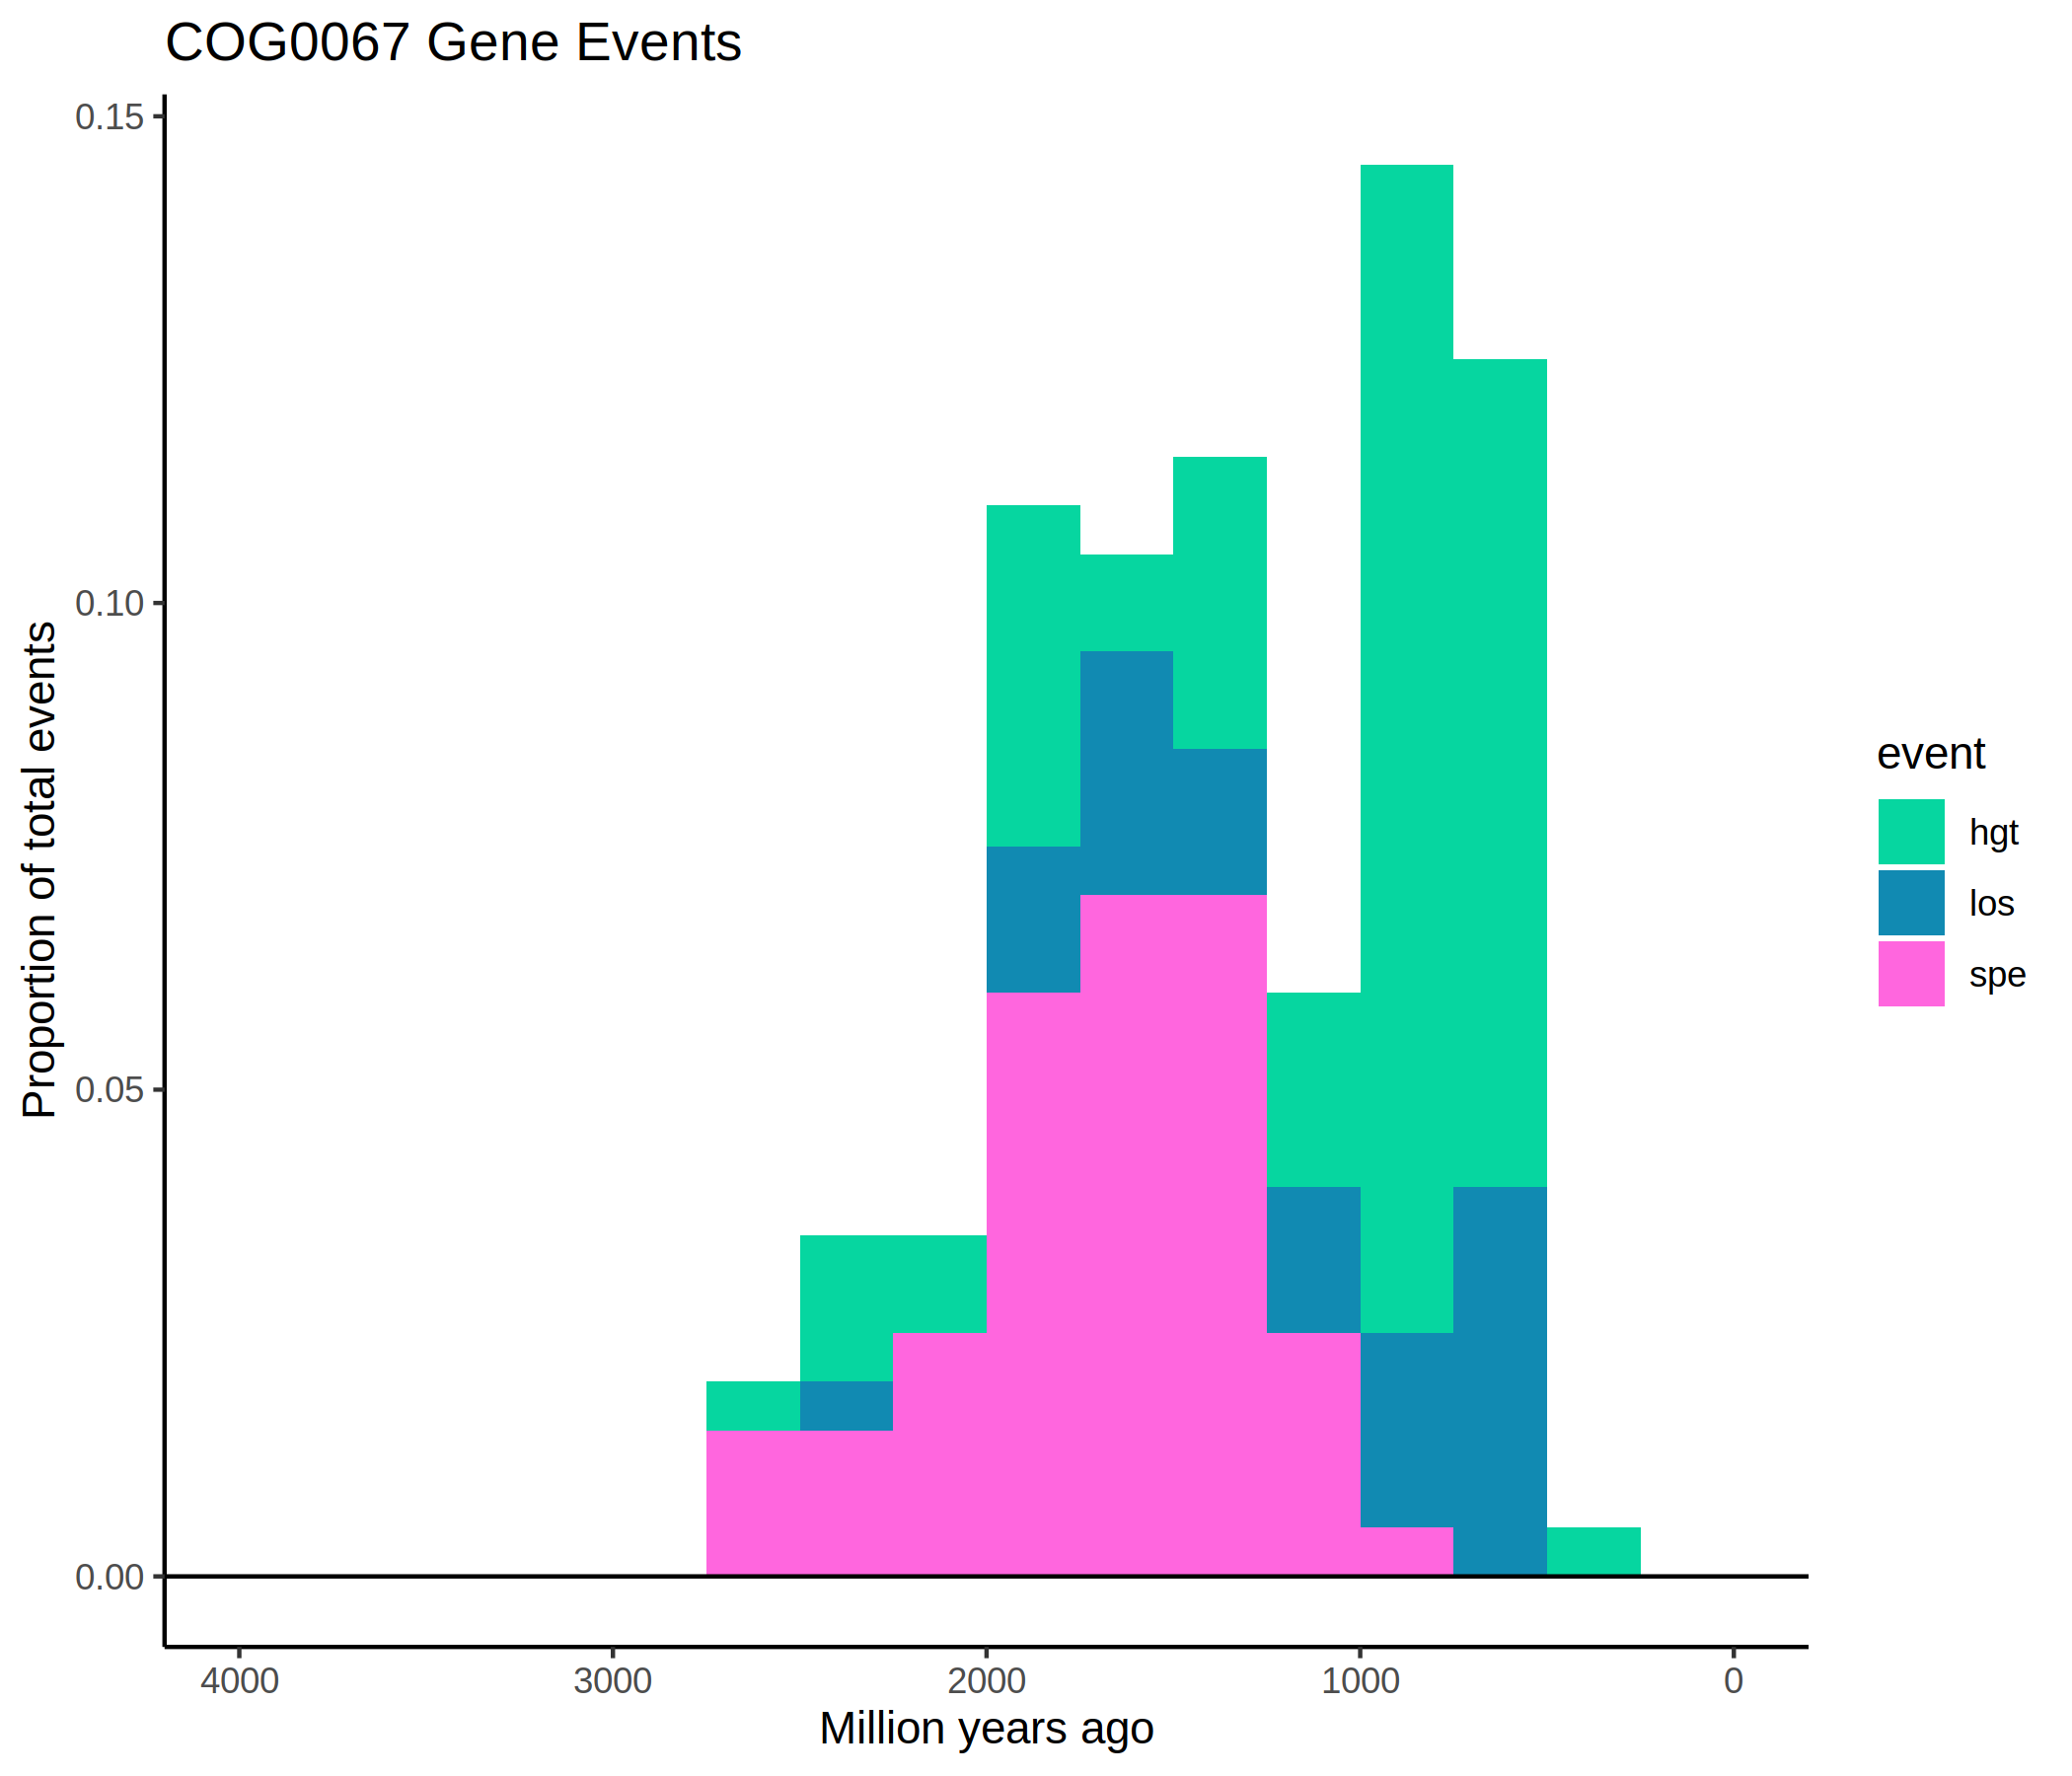 COG0067 Gene Events
0.15
0.10
0.05
0.00
Proportion of total events
4000 3000 2000 1000 0
Million years ago
event
hgt
los
spe